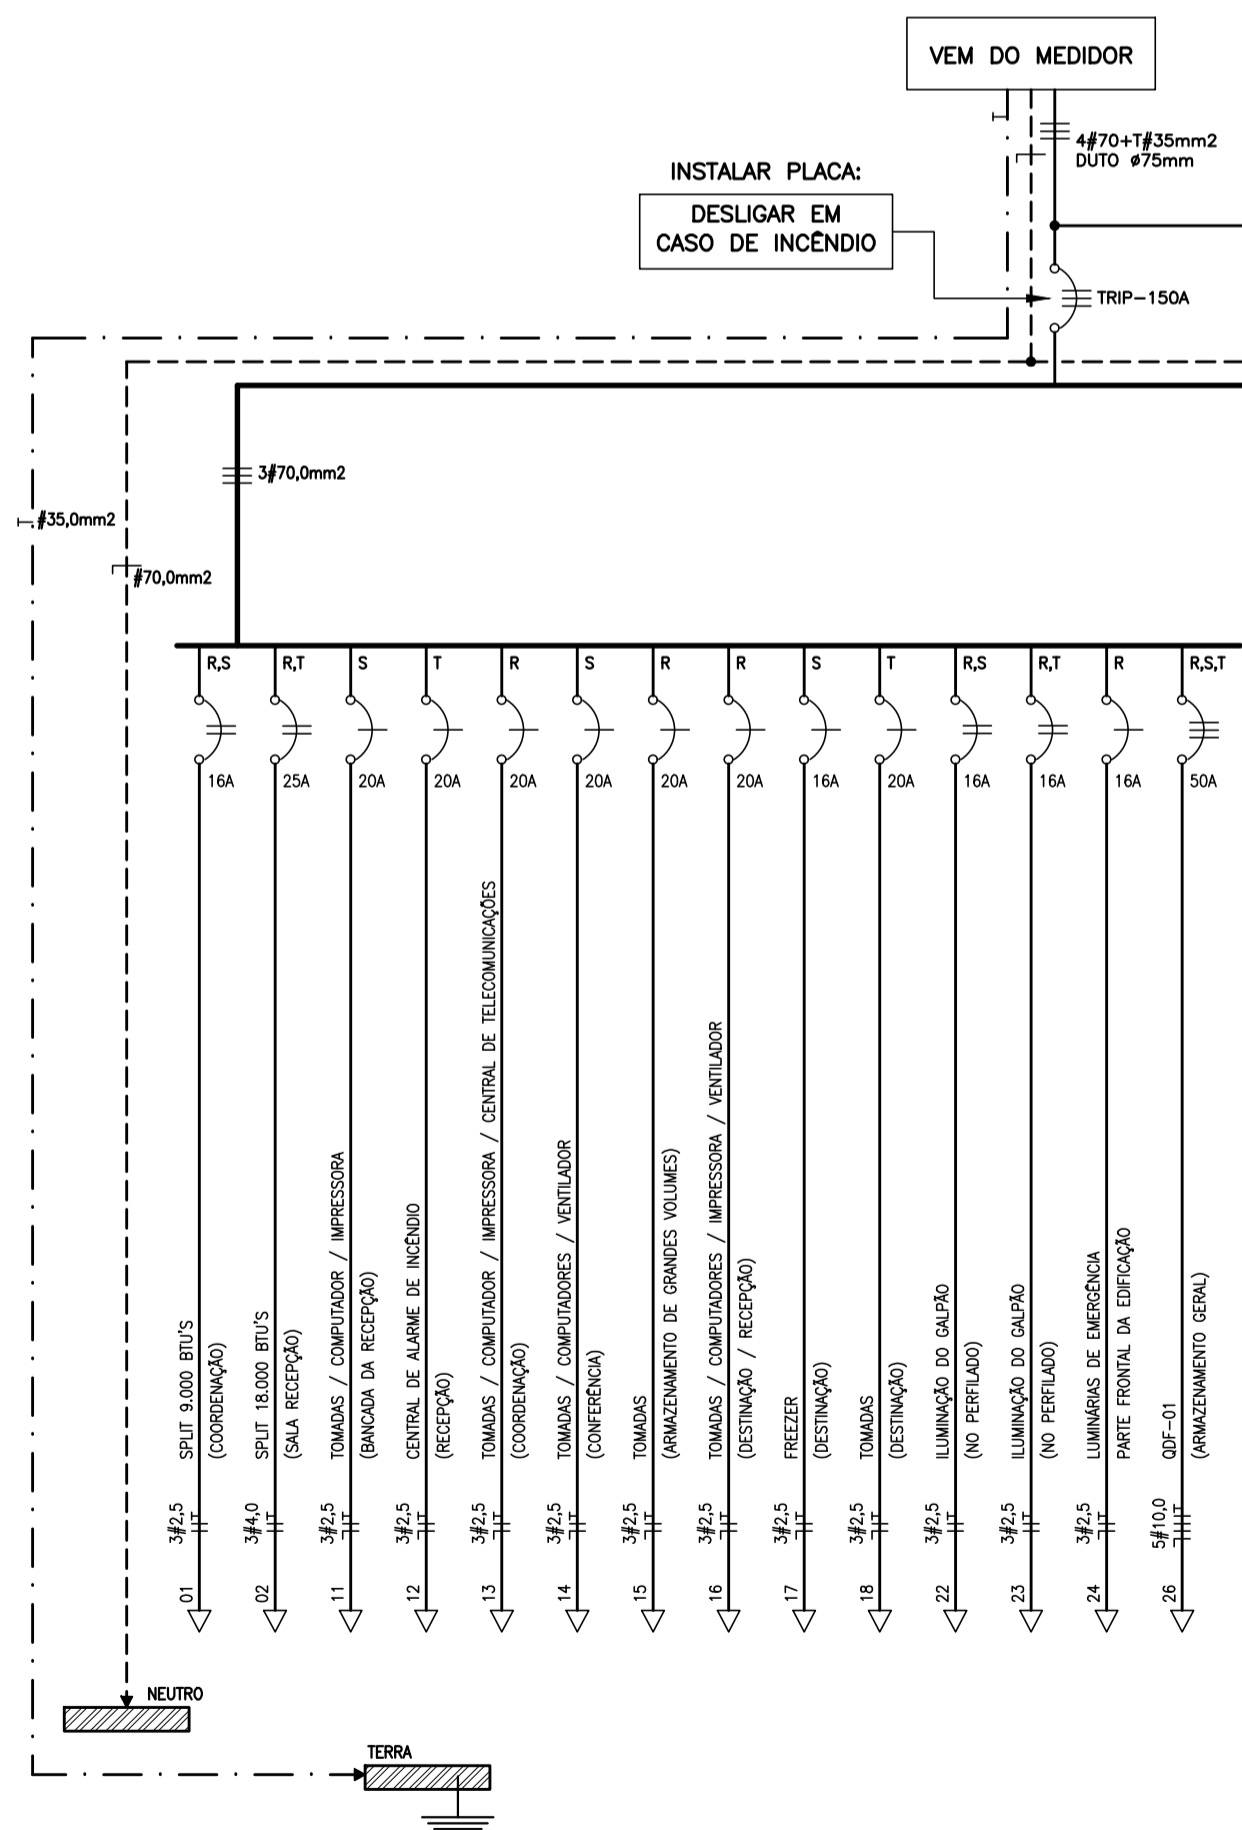 VEM DO MEDIDOR
4#70+T#35mm2
DUTO ø75mm
INSTALAR PLACA:
DESLIGAR EM
CASO DE INCÊNDIO
TRIP-150A
3#70,0mm2
#35,0mm2
#70,0mm2
R,S
R,T
S
T
R
S
R
R
S
T
R,S
R,T
R
R,S,T
16A
25A
20A
20A
20A
20A
20A
20A
16A
20A
16A
16A
16A
50A
SPLIT 9.000 BTU'S
(COORDENAÇÃO)
3#2,5
T
01
SPLIT 18.000 BTU'S
(SALA RECEPÇÃO)
3#4,0
T
02
TOMADAS / COMPUTADOR / IMPRESSORA
(BANCADA DA RECEPÇÃO)
3#2,5
T
11
CENTRAL DE ALARME DE INCÊNDIO
(RECEPÇÃO)
3#2,5
T
12
TOMADAS / COMPUTADOR / IMPRESSORA / CENTRAL DE TELECOMUNICAÇÕES
(COORDENAÇÃO)
3#2,5
T
13
TOMADAS / COMPUTADORES / VENTILADOR
(CONFERÊNCIA)
3#2,5
T
14
TOMADAS
(ARMAZENAMENTO DE GRANDES VOLUMES)
3#2,5
T
15
TOMADAS / COMPUTADORES / IMPRESSORA / VENTILADOR
(DESTINAÇÃO / RECEPÇÃO)
3#2,5
T
16
FREEZER
(DESTINAÇÃO)
3#2,5
T
17
TOMADAS
(DESTINAÇÃO)
3#2,5
T
18
ILUMINAÇÃO DO GALPÃO
(NO PERFILADO)
3#2,5
T
22
ILUMINAÇÃO DO GALPÃO
(NO PERFILADO)
3#2,5
T
23
LUMINÁRIAS DE EMERGÊNCIA
PARTE FRONTAL DA EDIFICAÇÃO
3#2,5
T
24
QDF-01
(ARMAZENAMENTO GERAL)
5#10,0
T
26
NEUTRO
TERRA